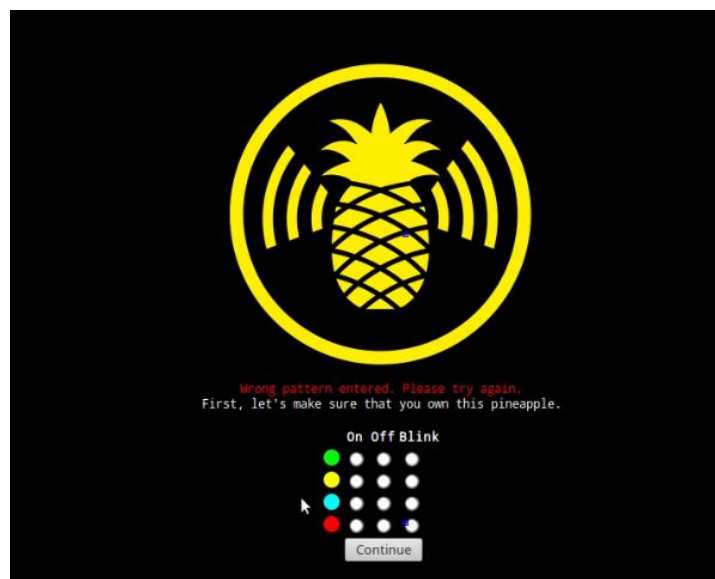 Wrong pattern entered. Please try again.
First, let's make sure that you own this pineapple.
On Off Blink
Continue